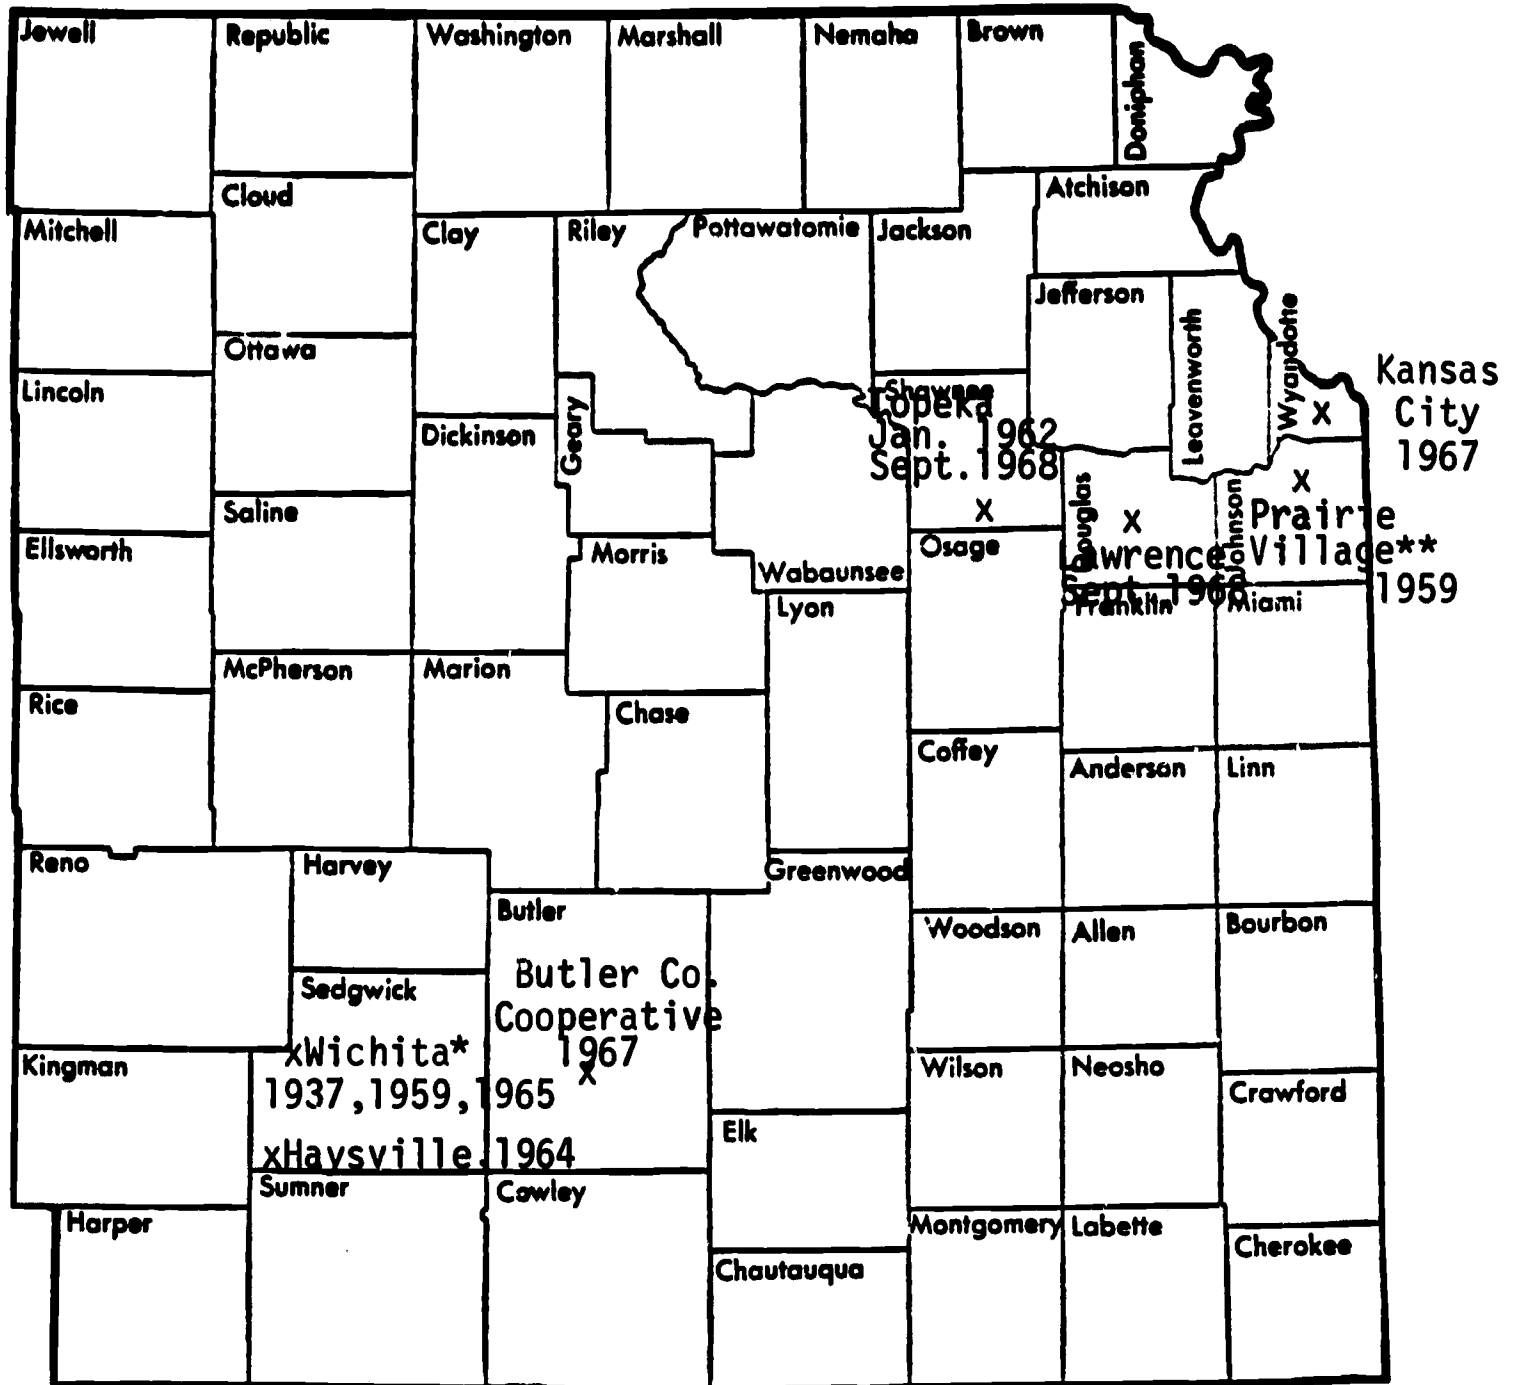 Jewell
Republic
Washington
Marshall
Nemaha
Brown
Doniphan
Cloud
Atchison
Mitchell
Clay
Riley
Pottawatomie
Jackson
Jefferson
Leavenworth
Wyandotte
Ottawa
Lincoln
Shawnee
Topeka
Jan. 1962
Sept. 1968
x
x
Kansas
City
1967
Geary
Dickinson
Saline
Douglas
x
Lawrence
Johnson
x
Prairie
Village**
1959
Ellsworth
Morris
Wabaunsee
Osage
Sept. 1968
Franklin
Miami
Lyon
McPherson
Marion
Rice
Chase
Coffey
Anderson
Linn
Reno
Harvey
Greenwood
Butler
Woodson
Allen
Bourbon
Butler Co.
Cooperative
1967
x
Sedgwick
xWichita*
1937,1959,1965
Kingman
Wilson
Neosho
Crawford
Elk
xHaysville 1964
Sumner
Cowley
Harper
Montgomery
Labette
Cherokee
Chautauqua